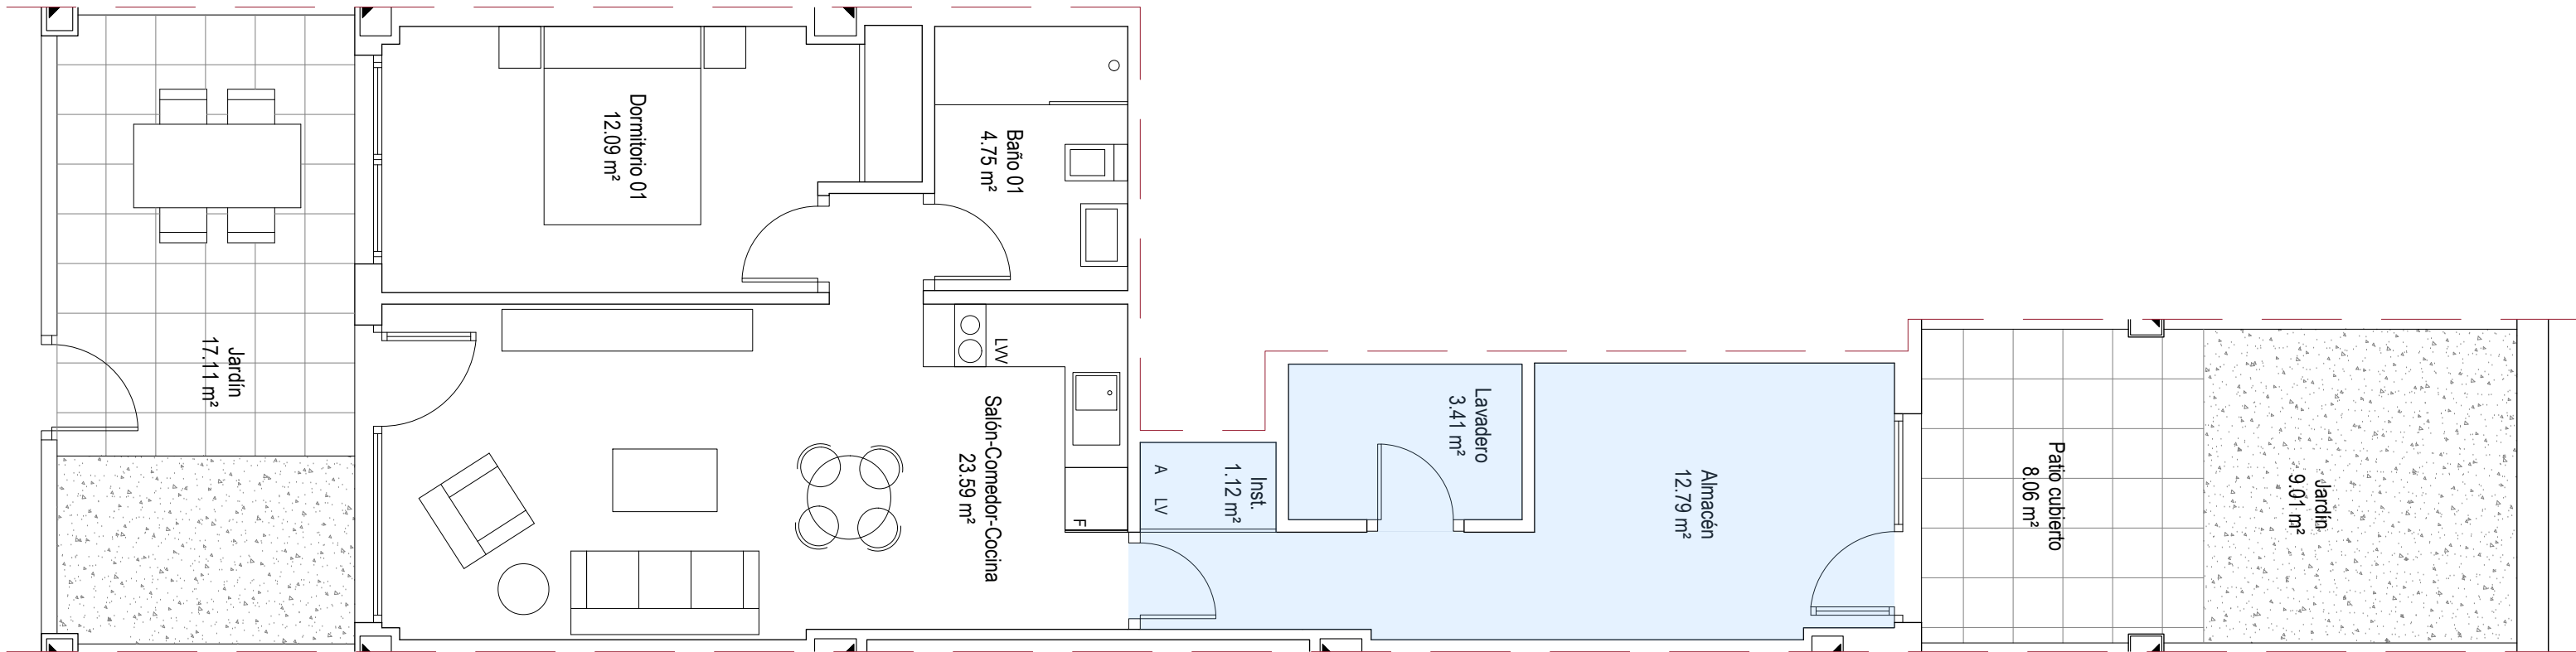 Jardín
17.11 m²
Dormitorio 01
12.09 m²
Baño 01
4.75 m²
LVV
Salón-Comedor-Cocina
23.59 m²
F
A LV
Inst.
1.12 m²
Lavadero
3.41 m²
Almacén
12.79 m²
Patio cubierto
8.06 m²
Jardín
9.01 m²